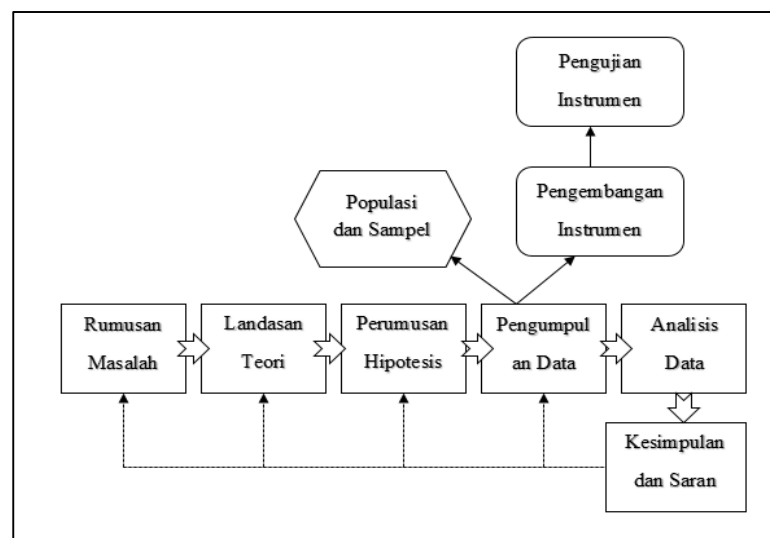 Pengujian
Instrumen
Populasi
dan Sampel
Pengembangan
Instrumen
Rumusan
Masalah
Landasan
Teori
Perumusan
Hipotesis
Pengumpul
an Data
Analisis
Data
Kesimpulan
dan Saran